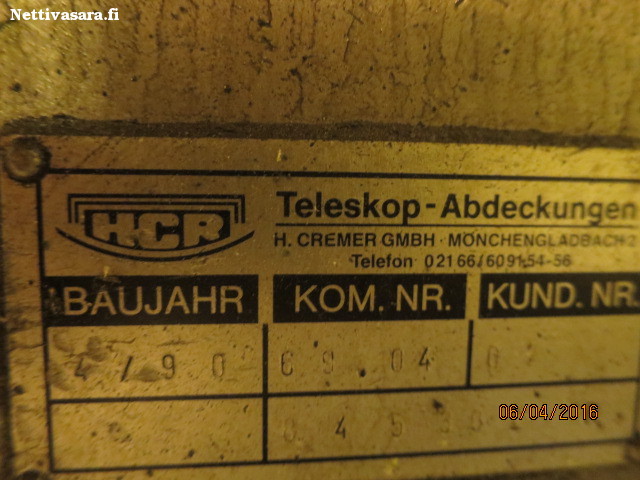 Nettivasara.fi
HCR
Teleskop-Abdeckungen
H. CREMER GMBH · MÖNCHENGLADBACH 2
Telefon 02166/609154-56
BAUJAHR KOM. NR. KUND. NR
4/90 69 04
06/04/2016